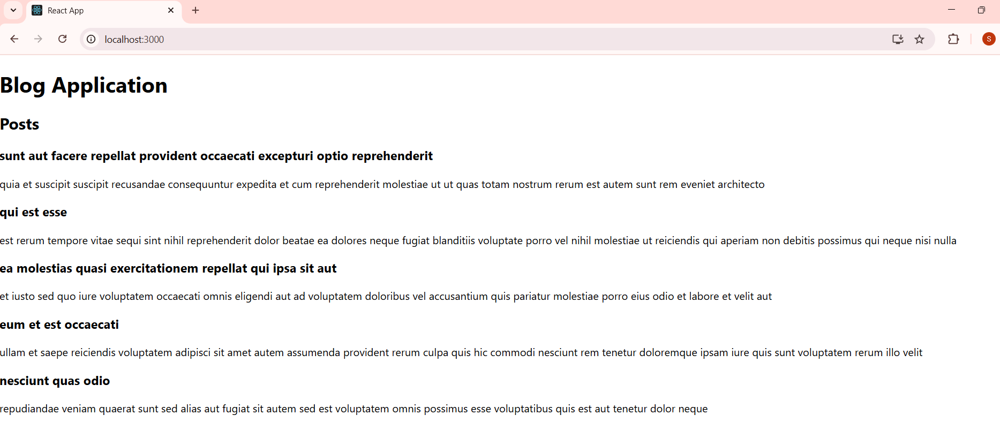 React App
localhost:3000
S
Blog Application
Posts
sunt aut facere repellat provident occaecati excepturi optio reprehenderit
quia et suscipit suscipit recusandae consequuntur expedita et cum reprehenderit molestiae ut ut quas totam nostrum rerum est autem sunt rem eveniet architecto
qui est esse
est rerum tempore vitae sequi sint nihil reprehenderit dolor beatae ea dolores neque fugiat blanditiis voluptate porro vel nihil molestiae ut reiciendis qui aperiam non debitis possimus qui neque nisi nulla
ea molestias quasi exercitationem repellat qui ipsa sit aut
et iusto sed quo iure voluptatem occaecati omnis eligendi aut ad voluptatem doloribus vel accusantium quis pariatur molestiae porro eius odio et labore et velit aut
eum et est occaecati
ullam et saepe reiciendis voluptatem adipisci sit amet autem assumenda provident rerum culpa quis hic commodi nesciunt rem tenetur doloremque ipsam iure quis sunt voluptatem rerum illo velit
nesciunt quas odio
repudiandae veniam quaerat sunt sed alias aut fugiat sit autem sed est voluptatem omnis possimus esse voluptatibus quis est aut tenetur dolor neque